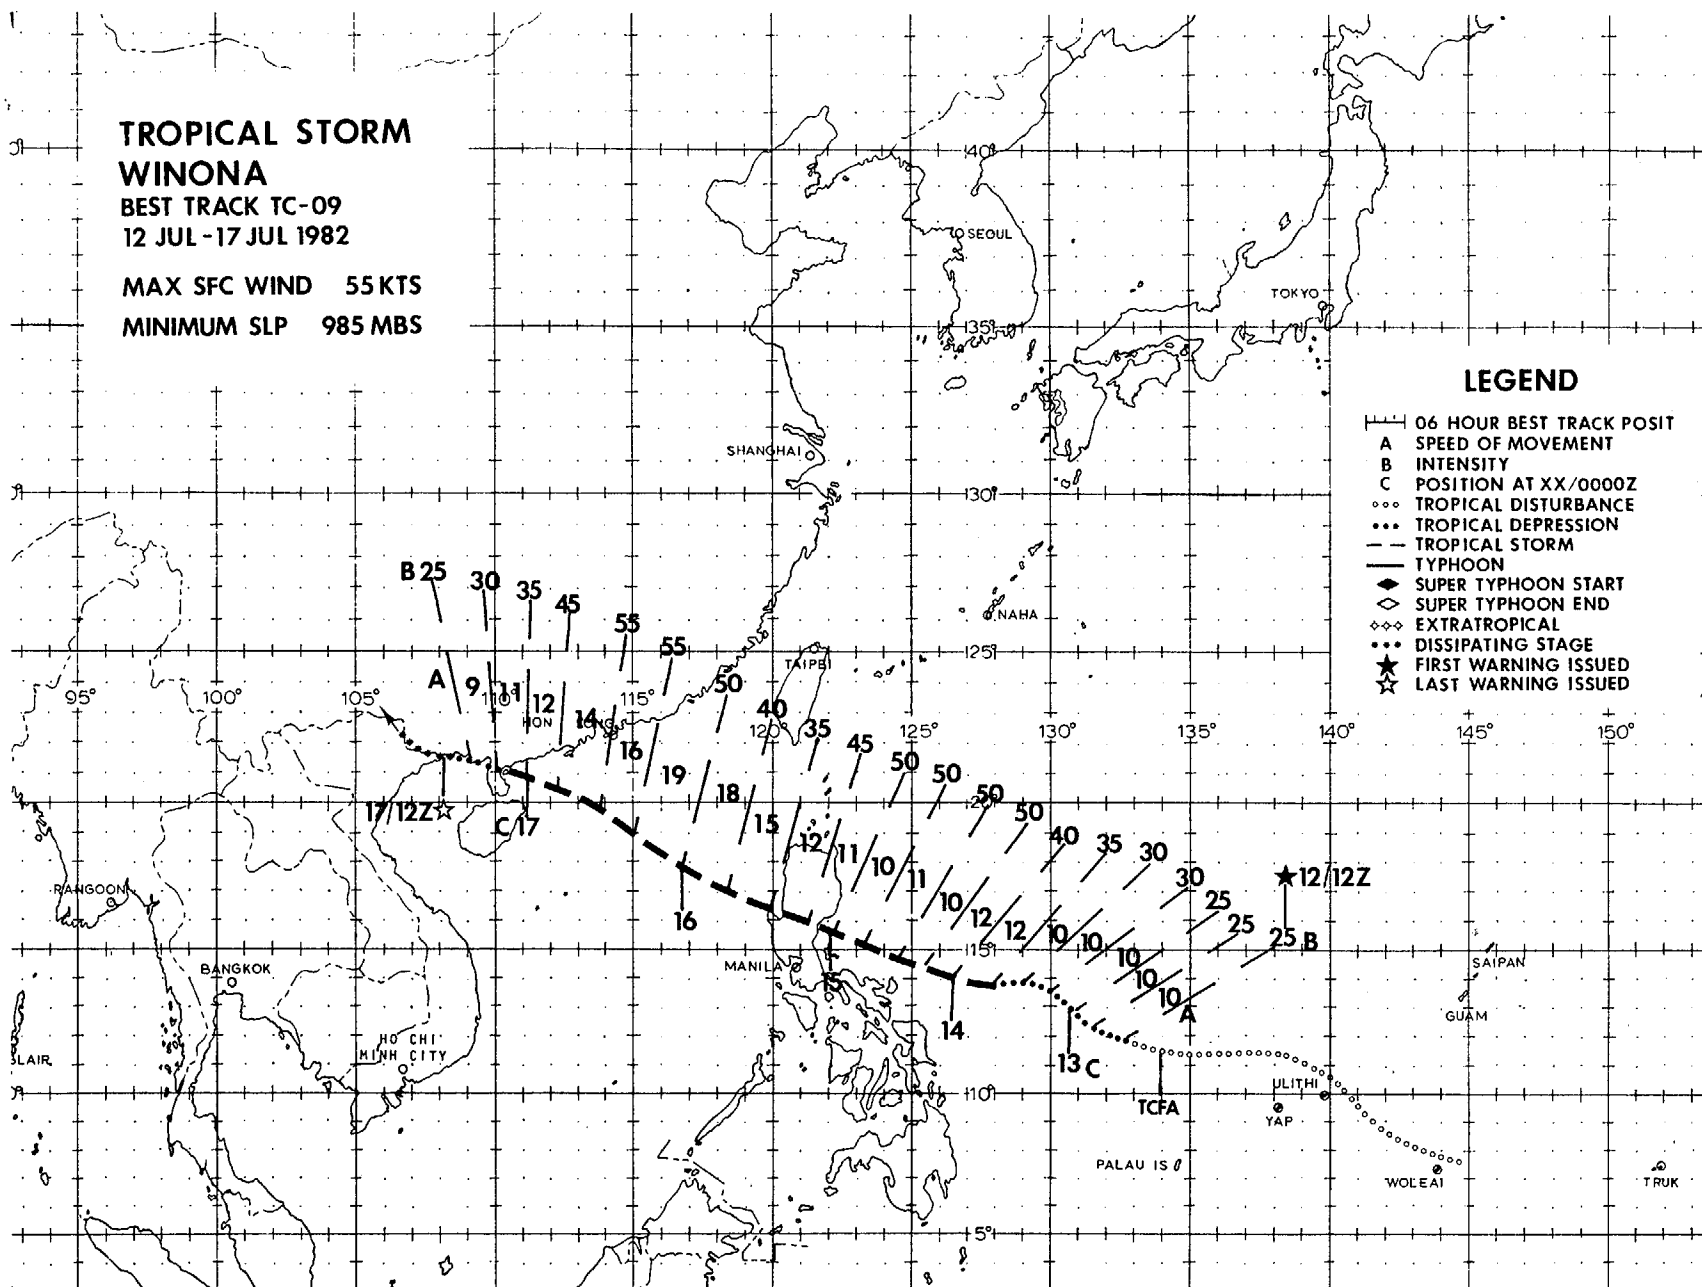 TROPICAL STORM
WINONA
BEST TRACK TC-09
12 JUL-17 JUL 1982
MAX SFC WIND 55 KTS
MINIMUM SLP 985 MBS
40°
SEOUL
TOKYO
35°
LEGEND
06 HOUR BEST TRACK POSIT
A SPEED OF MOVEMENT
B INTENSITY
C POSITION AT XX/0000Z
TROPICAL DISTURBANCE
TROPICAL DEPRESSION
TROPICAL STORM
TYPHOON
SUPER TYPHOON START
SUPER TYPHOON END
EXTRATROPICAL
DISSIPATING STAGE
FIRST WARNING ISSUED
LAST WARNING ISSUED
SHANGHAI
30°
NAHA
25°
TAIPEI
B 25
30
35
45
55
55
50
40
35
45
50
50
50
50
40
35
30
30
25
25
25 B
A
9
11
12
14
16
19
18
15
12
11
10
11
10
12
12
10
10
10
10
10
A
95°
100°
105°
110°
115°
120°
125°
130°
135°
140°
145°
150°
HON
17/12Z
C 17
20°
12/12Z
RANGOON
16
15°
MANILA
15
14
13 C
TCFA
BANGKOK
SAIPAN
GUAM
HO CHI
MINH CITY
BLAIR
10°
ULITHI
YAP
PALAU IS
WOLEAI
TRUK
5°